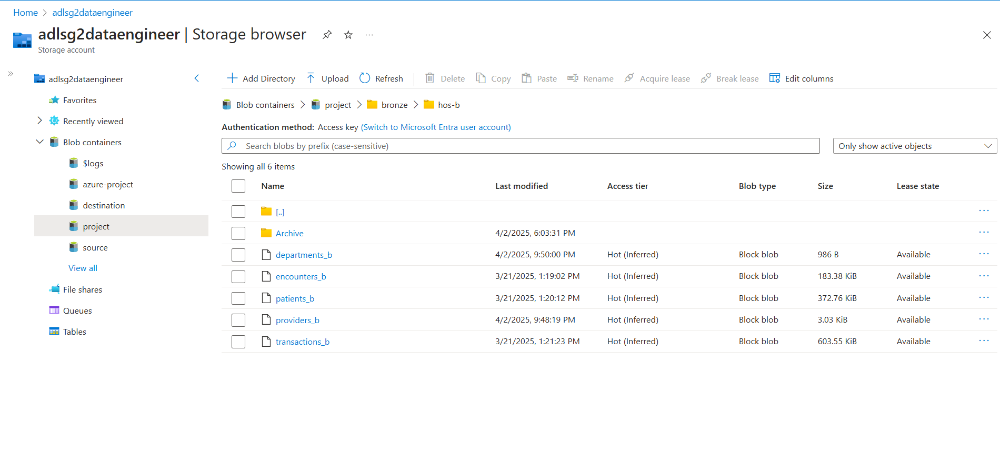 Home > adlsg2dataengineer
adlsg2dataengineer | Storage browser
Storage account
adlsg2dataengineer
Favorites
Recently viewed
Blob containers
$logs
azure-project
destination
project
source
View all
File shares
Queues
Tables
Add Directory Upload Refresh Delete Copy Paste Rename Acquire lease Break lease Edit columns
Blob containers > project > bronze > hos-b
Authentication method: Access key (Switch to Microsoft Entra user account)
Search blobs by prefix (case-sensitive) Only show active objects
Showing all 6 items
Name Last modified Access tier Blob type Size Lease state
[..]
Archive 4/2/2025, 6:03:31 PM
departments_b 4/2/2025, 9:50:00 PM Hot (Inferred) Block blob 986 B Available
encounters_b 3/21/2025, 1:19:02 PM Hot (Inferred) Block blob 183.38 KiB Available
patients_b 3/21/2025, 1:20:12 PM Hot (Inferred) Block blob 372.76 KiB Available
providers_b 4/2/2025, 9:48:19 PM Hot (Inferred) Block blob 3.03 KiB Available
transactions_b 3/21/2025, 1:21:23 PM Hot (Inferred) Block blob 603.55 KiB Available